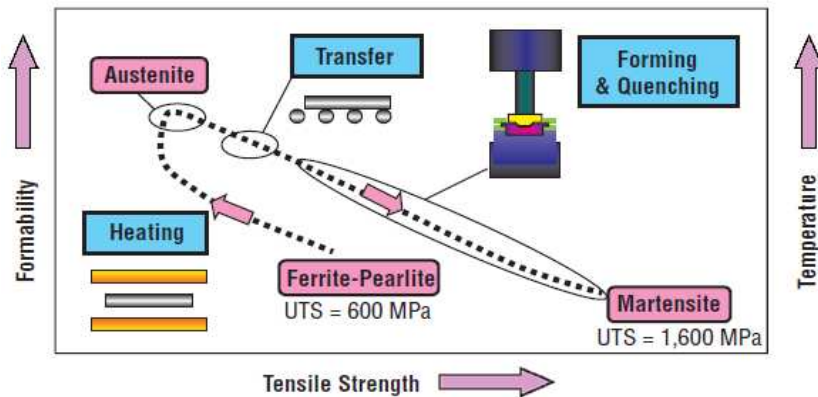 Transfer
Austenite
Forming
& Quenching
Formability
Temperature
Heating
Ferrite-Pearlite
UTS = 600 MPa
Martensite
UTS = 1,600 MPa
Tensile Strength